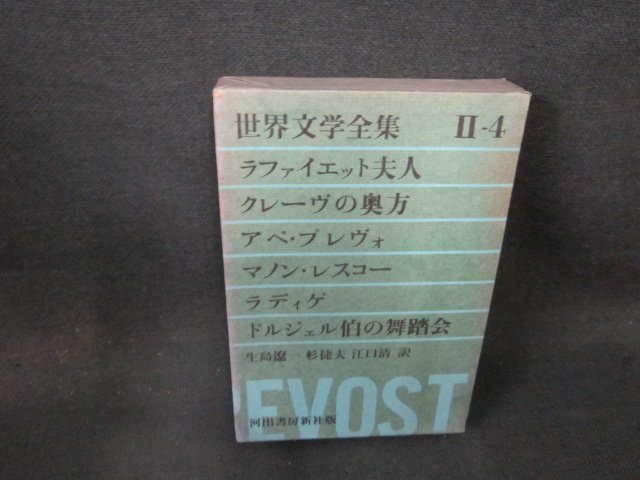 世界文学全集 II-4
ラファイエット夫人
クレーヴの奥方
アベ・プレヴォ
マノン・レスコー
ラディゲ
ドルジェル伯の舞踏会
生島遼一 杉捷夫 江口清 訳
REVOST
河出書房新社版